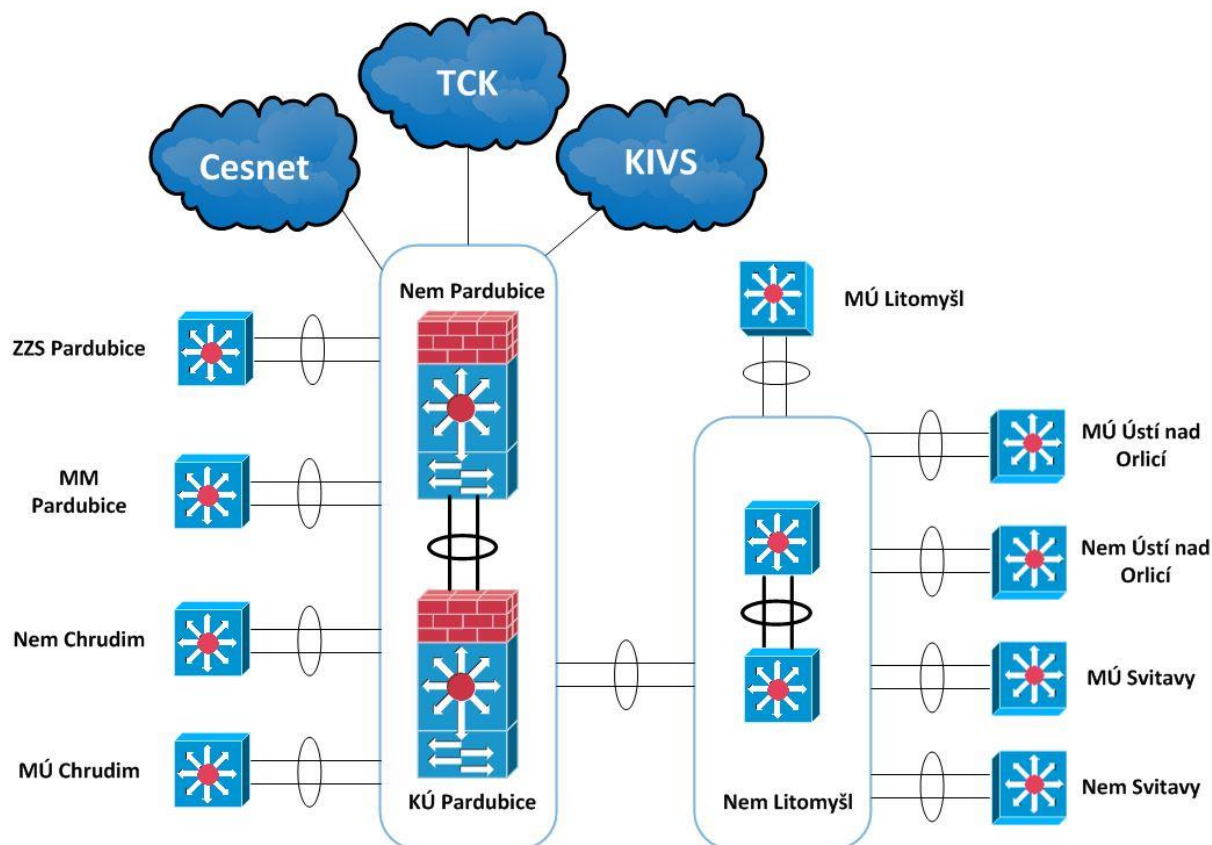 TCK
Cesnet
KIVS
Nem Pardubice
MÚ Litomyšl
ZZS Pardubice
MÚ Ústí nad
Orlicí
MM
Pardubice
Nem Ústí nad
Orlicí
Nem Chrudim
MÚ Svitavy
MÚ Chrudim
KÚ Pardubice
Nem Litomyšl
Nem Svitavy